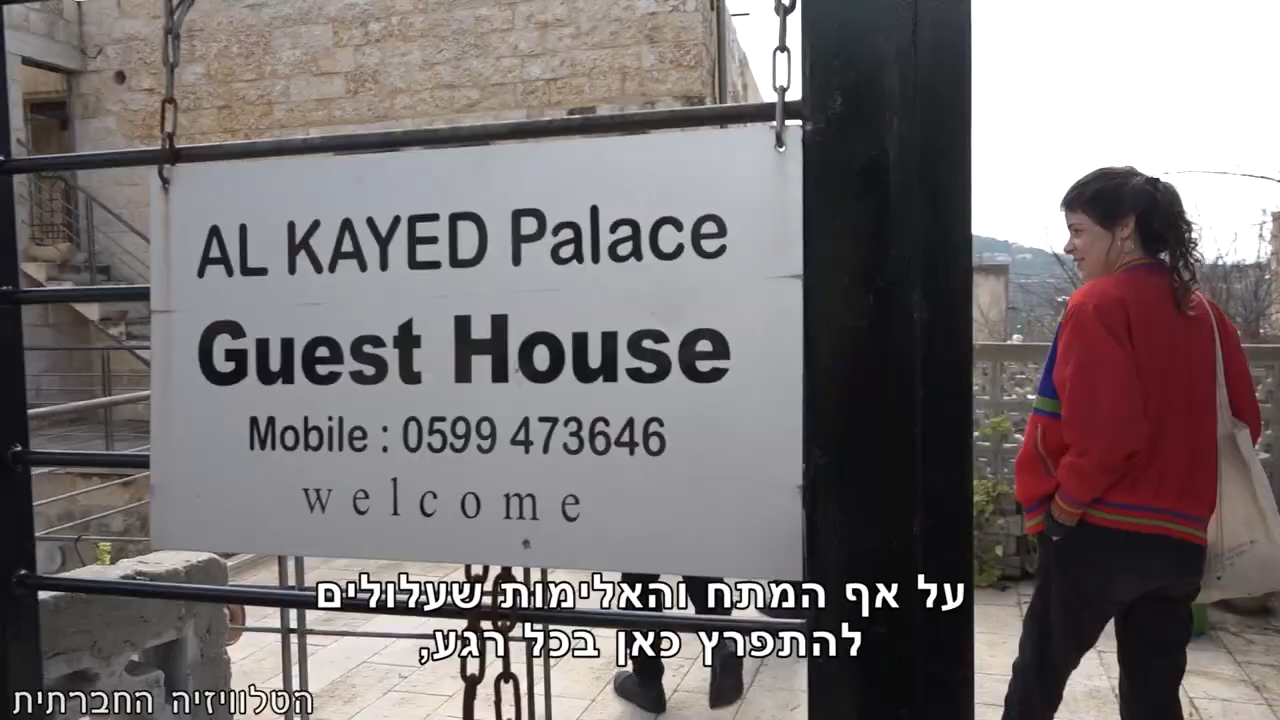 AL KAYED Palace
Guest House
Mobile : 0599 473646
welcome
על אף המתח והאלימות שעלולים
להתפרץ כאן בכל רגע,
הטלוויזיה החברתית